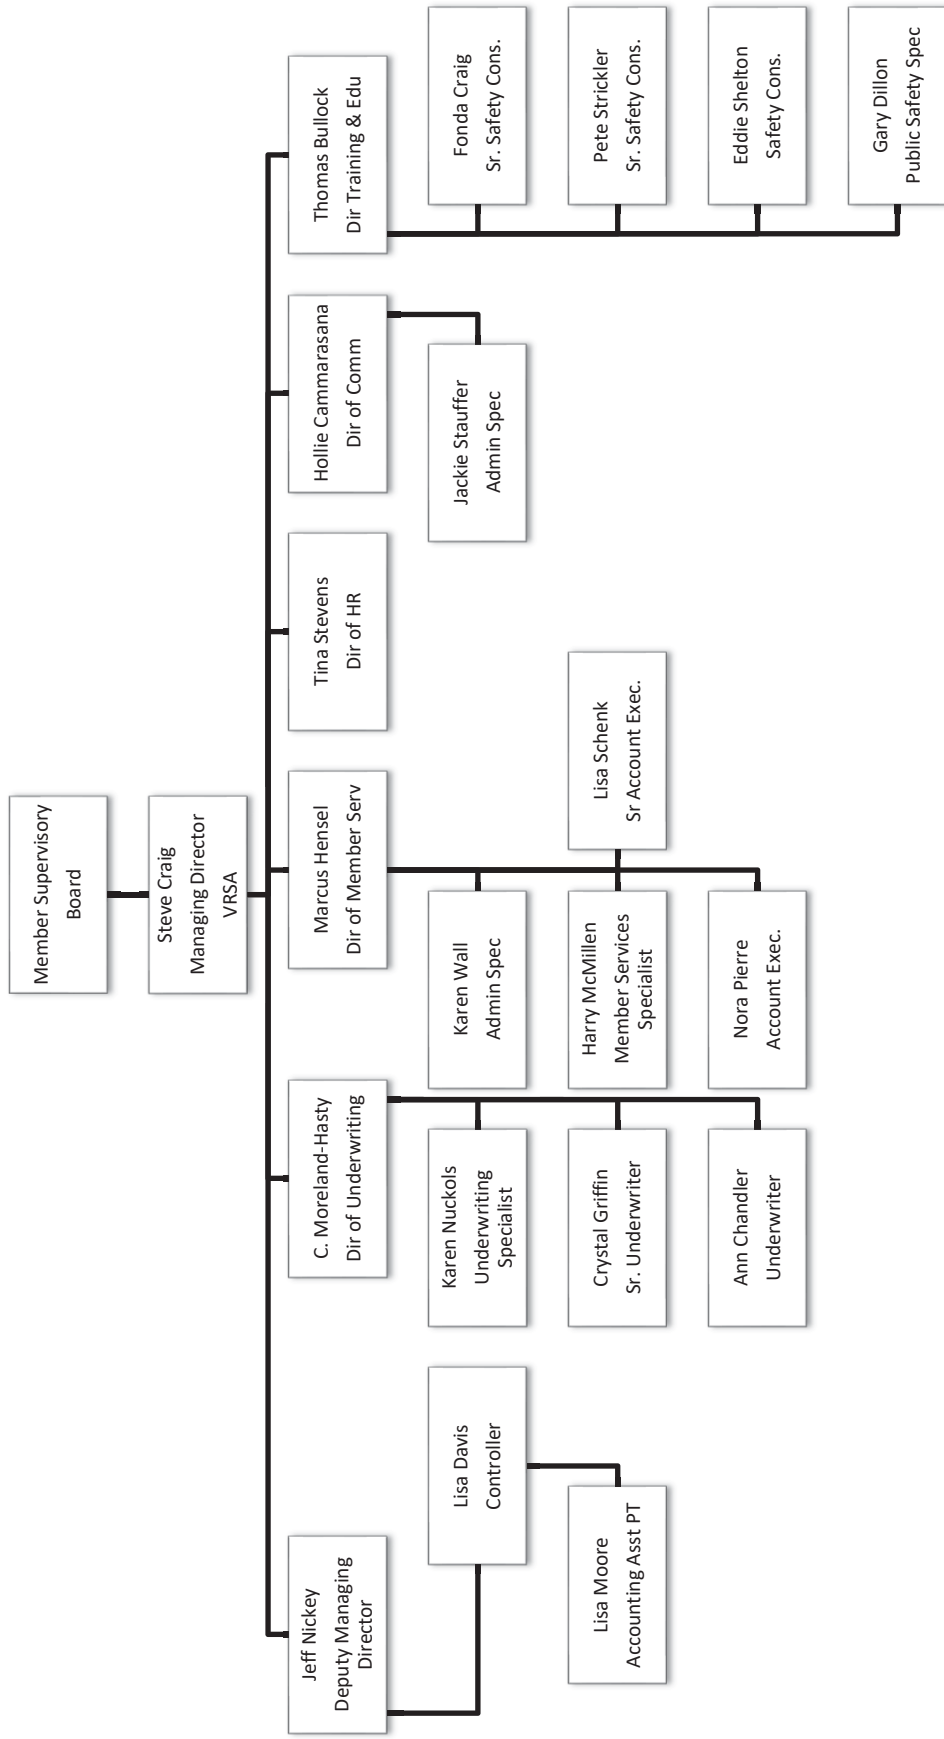 Member Supervisory
Board
Steve Craig
Managing Director
VRSA
Jeff Nickey
Deputy Managing
Director
C. Moreland-Hasty
Dir of Underwriting
Marcus Hensel
Dir of Member Serv
Tina Stevens
Dir of HR
Hollie Cammarasana
Dir of Comm
Thomas Bullock
Dir Training & Edu
Lisa Davis
Controller
Karen Nuckols
Underwriting
Specialist
Karen Wall
Admin Spec
Jackie Stauffer
Admin Spec
Fonda Craig
Sr. Safety Cons.
Lisa Moore
Accounting Asst PT
Crystal Griffin
Sr. Underwriter
Harry McMillen
Member Services
Specialist
Lisa Schenk
Sr Account Exec.
Pete Strickler
Sr. Safety Cons.
Ann Chandler
Underwriter
Nora Pierre
Account Exec.
Eddie Shelton
Safety Cons.
Gary Dillon
Public Safety Spec